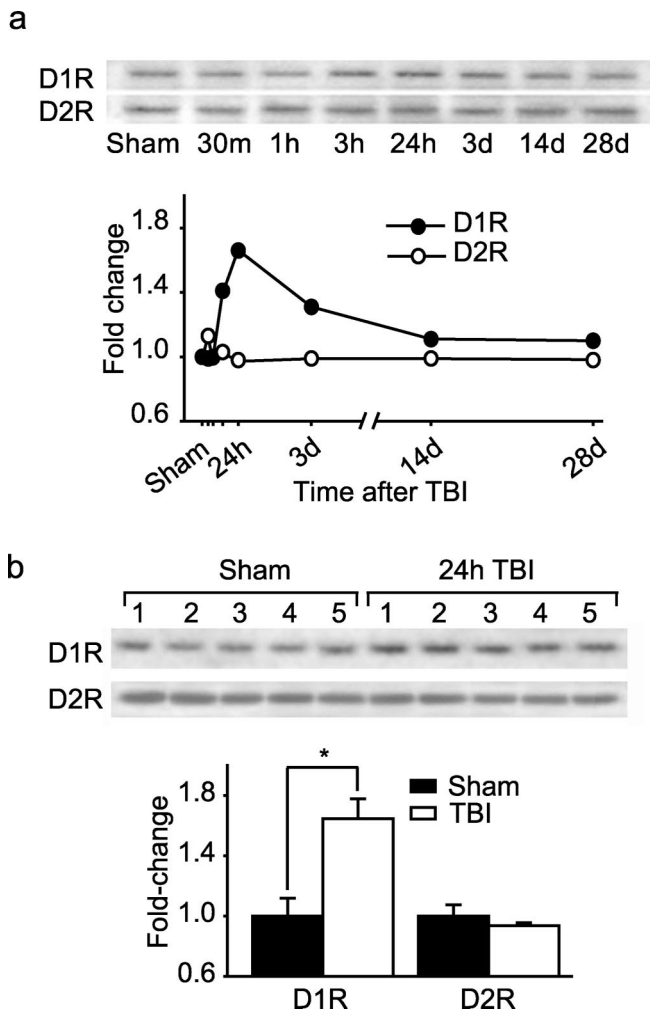 a
D1R
D2R
Sham 30m 1h 3h 24h 3d 14d 28d
Fold change
1.8
1.4
1.0
0.6
D1R
D2R
Sham 24h 3d 14d 28d
Time after TBI
b
Sham 24h TBI
1 2 3 4 5 1 2 3 4 5
D1R
D2R
Fold-change
1.8
1.4
1.0
0.6
*
Sham
TBI
D1R D2R